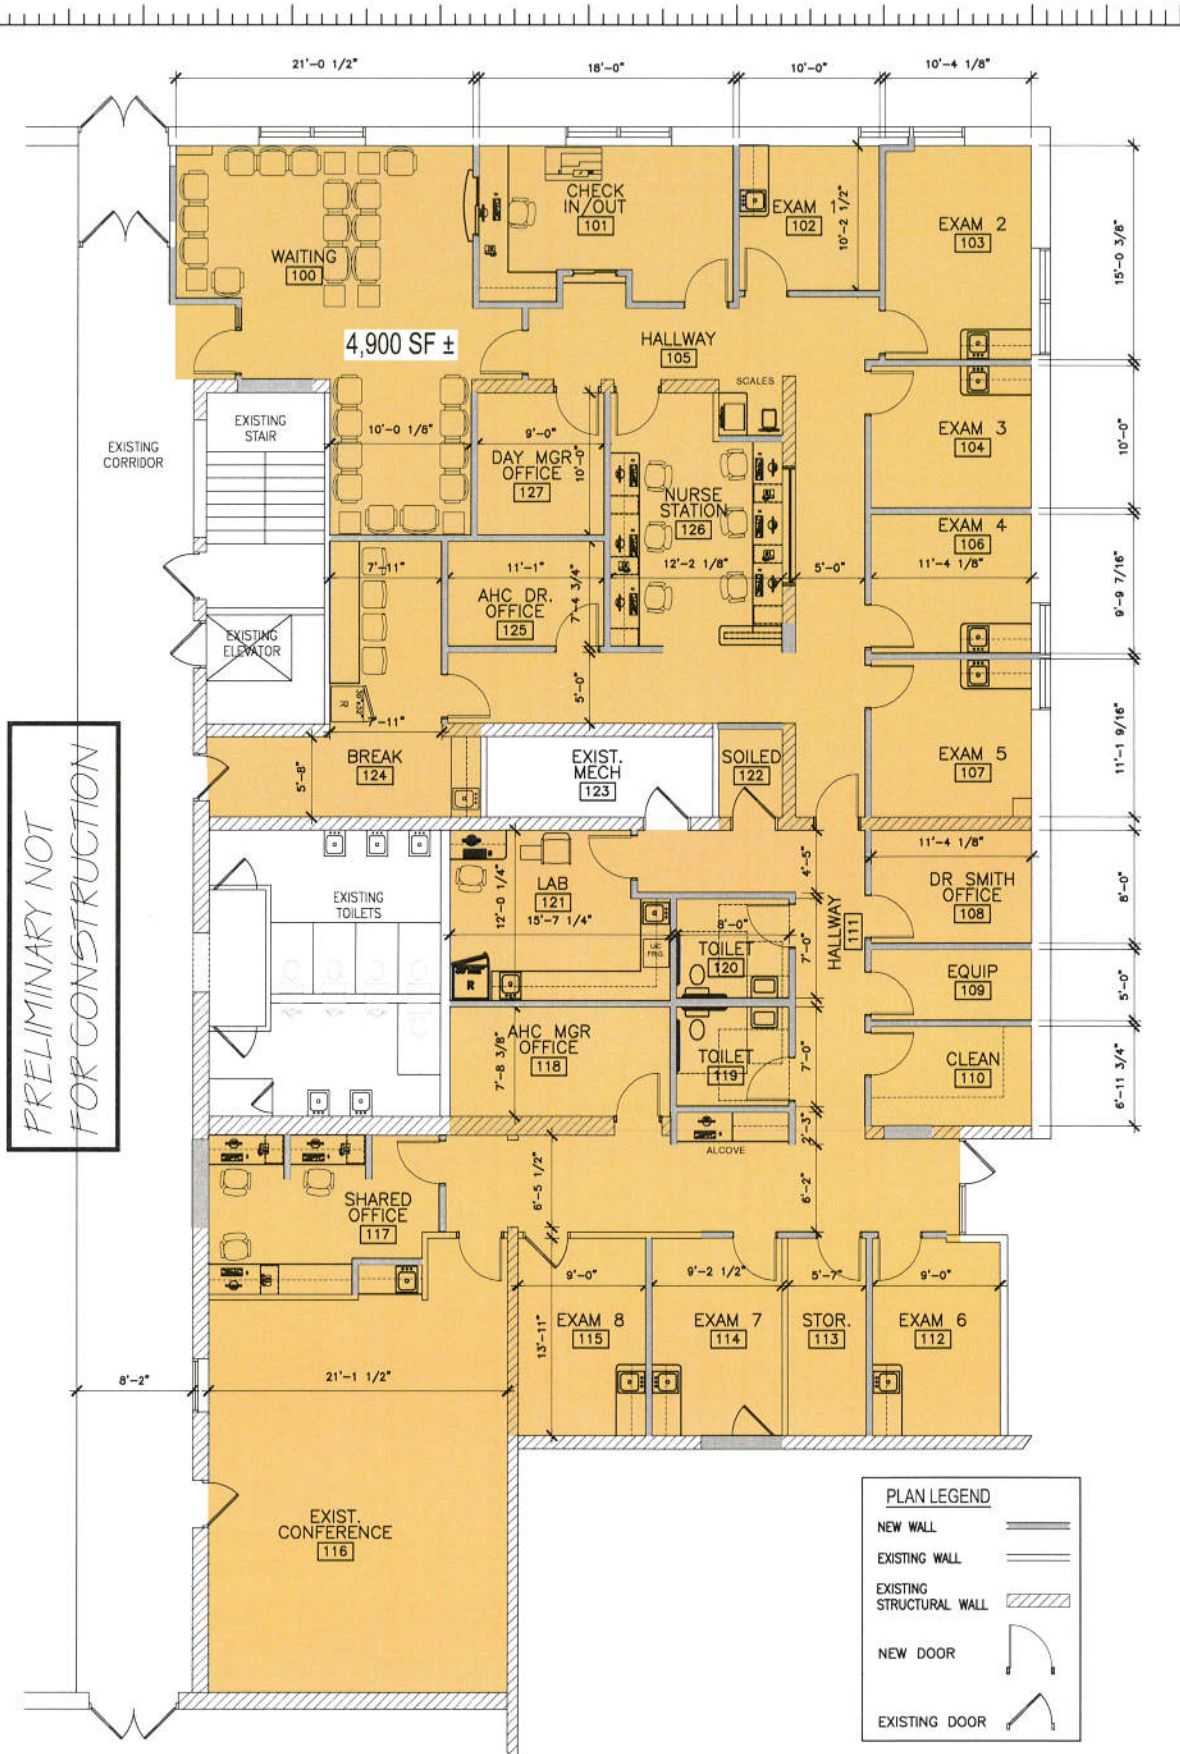 21'-0 1/2"
18'-0"
10'-0"
10'-4 1/8"
WAITING
100
CHECK
IN/OUT
101
EXAM 1
102
10'-2 1/2"
EXAM 2
103
15'-0 3/8"
4,900 SF ±
HALLWAY
105
SCALES
EXISTING
CORRIDOR
EXISTING
STAIR
10'-0 1/8"
9'-0"
DAY MGR
OFFICE
127
10'-0"
NURSE
STATION
126
12'-2 1/8"
5'-0"
EXAM 3
104
10'-0"
EXAM 4
106
11'-4 1/8"
9'-9 7/16"
7'-11"
11'-1"
AHC DR.
OFFICE
125
7'-4 3/4"
EXISTING
ELEVATOR
5'-0"
R
30"x32"
7'-11"
BREAK
124
5'-8"
EXIST.
MECH
123
SOILED
122
EXAM 5
107
11'-1 9/16"
PRELIMINARY NOT
FOR CONSTRUCTION
EXISTING
TOILETS
LAB
121
12'-0 1/4"
15'-7 1/4"
U/C
FRG.
R
4'-5"
11'-4 1/8"
DR SMITH
OFFICE
108
8'-0"
8'-0"
TOILET
120
7'-0"
HALLWAY
111
EQUIP
109
5'-0"
AHC MGR
OFFICE
118
7'-8 3/8"
TOILET
119
7'-0"
CLEAN
110
6'-11 3/4"
2'-3"
ALCOVE
SHARED
OFFICE
117
6'-5 1/2"
6'-2"
9'-0"
9'-2 1/2"
5'-7"
9'-0"
EXAM 8
115
13'-11"
EXAM 7
114
STOR.
113
EXAM 6
112
8'-2"
21'-1 1/2"
EXIST.
CONFERENCE
116
PLAN LEGEND
NEW WALL
EXISTING WALL
EXISTING
STRUCTURAL WALL
NEW DOOR
EXISTING DOOR